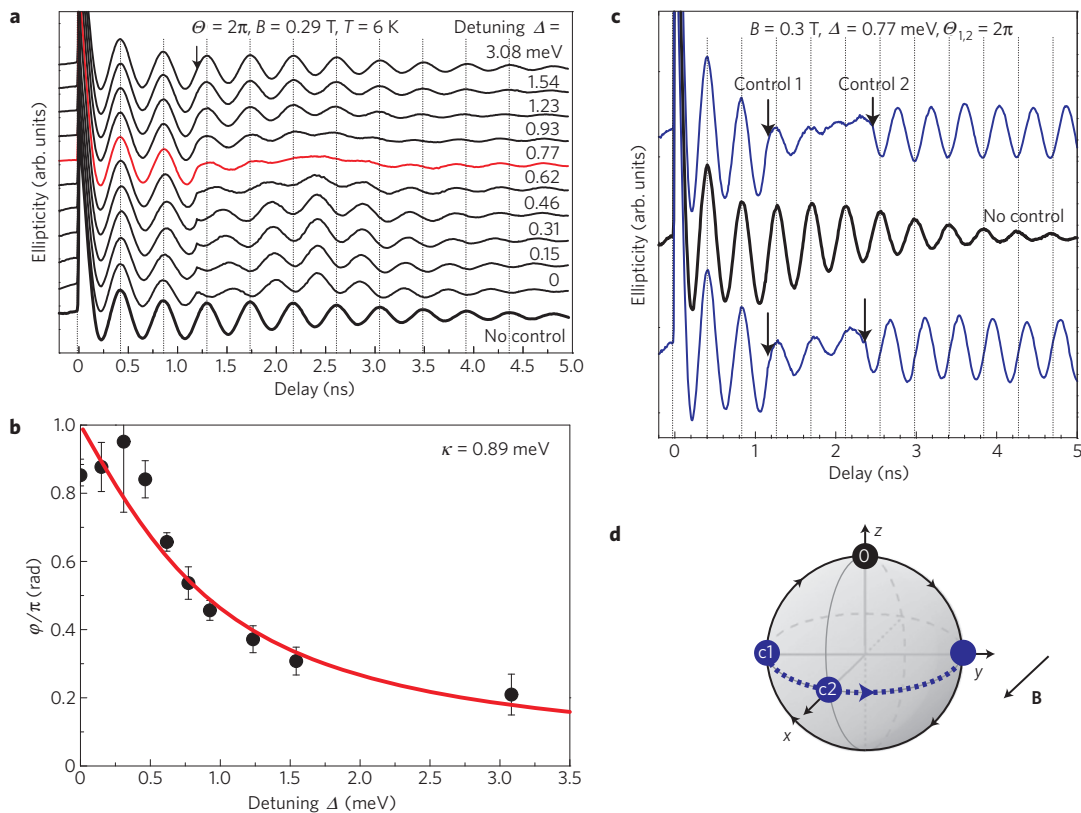 a
Θ = 2π, B = 0.29 T, T = 6 K
Detuning Δ =
3.08 meV
1.54
1.23
0.93
0.77
0.62
0.46
0.31
0.15
0
No control
Ellipticity (arb. units)
0 0.5 1.0 1.5 2.0 2.5 3.0 3.5 4.0 4.5 5.0
Delay (ns)
b
κ = 0.89 meV
1.0
0.8
0.6
0.4
0.2
0
φ/π (rad)
0 0.5 1.0 1.5 2.0 2.5 3.0 3.5
Detuning Δ (meV)
c
B = 0.3 T, Δ = 0.77 meV, Θ1,2 = 2π
Control 1 Control 2
No control
Ellipticity (arb. units)
0 1 2 3 4 5
Delay (ns)
d
z
0
c1
c2
y
x
B